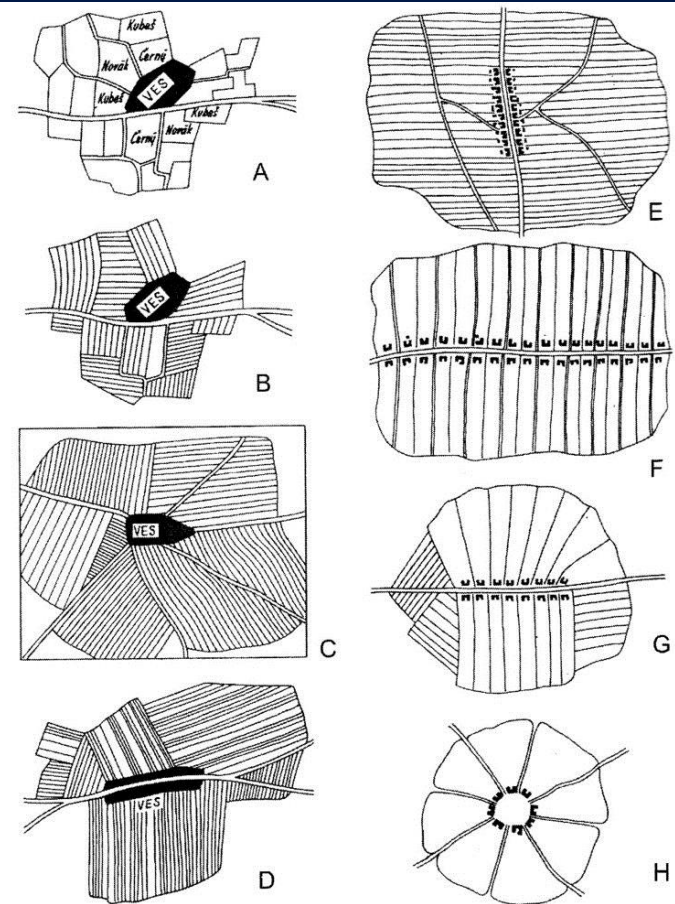 Kubeš
Novák
Černý
Kubeš
VES
Kubeš
Černý
Novák
A
VES
B
VES
C
VES
D
E
F
G
H